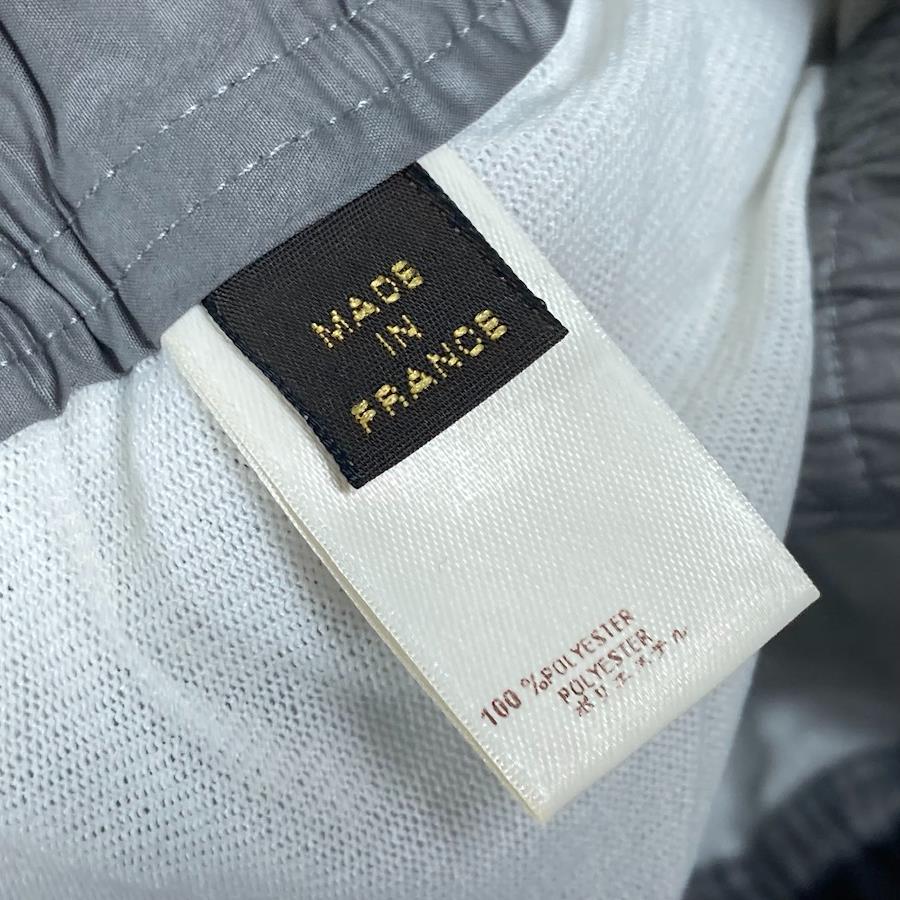 MADE
IN
FRANCE
100 %POLYESTER
POLYESTER
ポリエステル